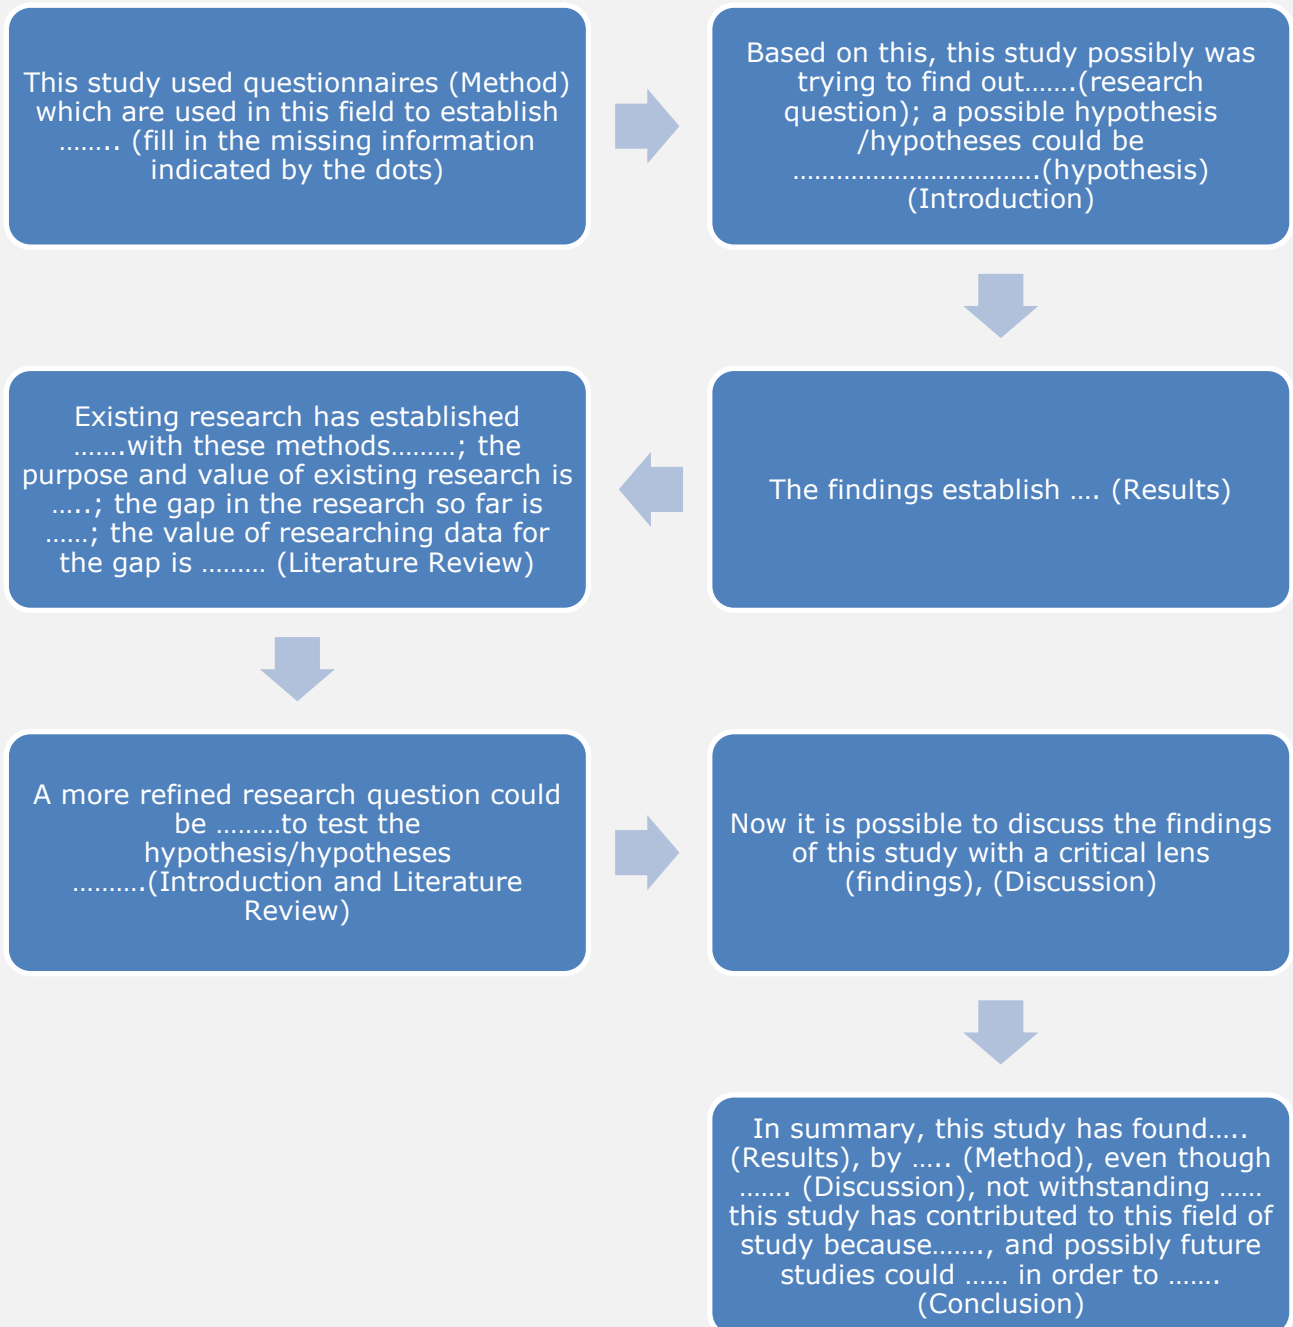 This study used questionnaires (Method)
which are used in this field to establish
…….. (fill in the missing information
indicated by the dots)
Based on this, this study possibly was
trying to find out…….(research
question); a possible hypothesis
/hypotheses could be
…………………………….(hypothesis)
(Introduction)
The findings establish …. (Results)
Existing research has established
…….with these methods………; the
purpose and value of existing research is
…..; the gap in the research so far is
……; the value of researching data for
the gap is ……… (Literature Review)
A more refined research question could
be ………to test the
hypothesis/hypotheses
……….(Introduction and Literature
Review)
Now it is possible to discuss the findings
of this study with a critical lens
(findings), (Discussion)
In summary, this study has found…..
(Results), by ….. (Method), even though
……. (Discussion), not withstanding ……
this study has contributed to this field of
study because……., and possibly future
studies could …… in order to …….
(Conclusion)